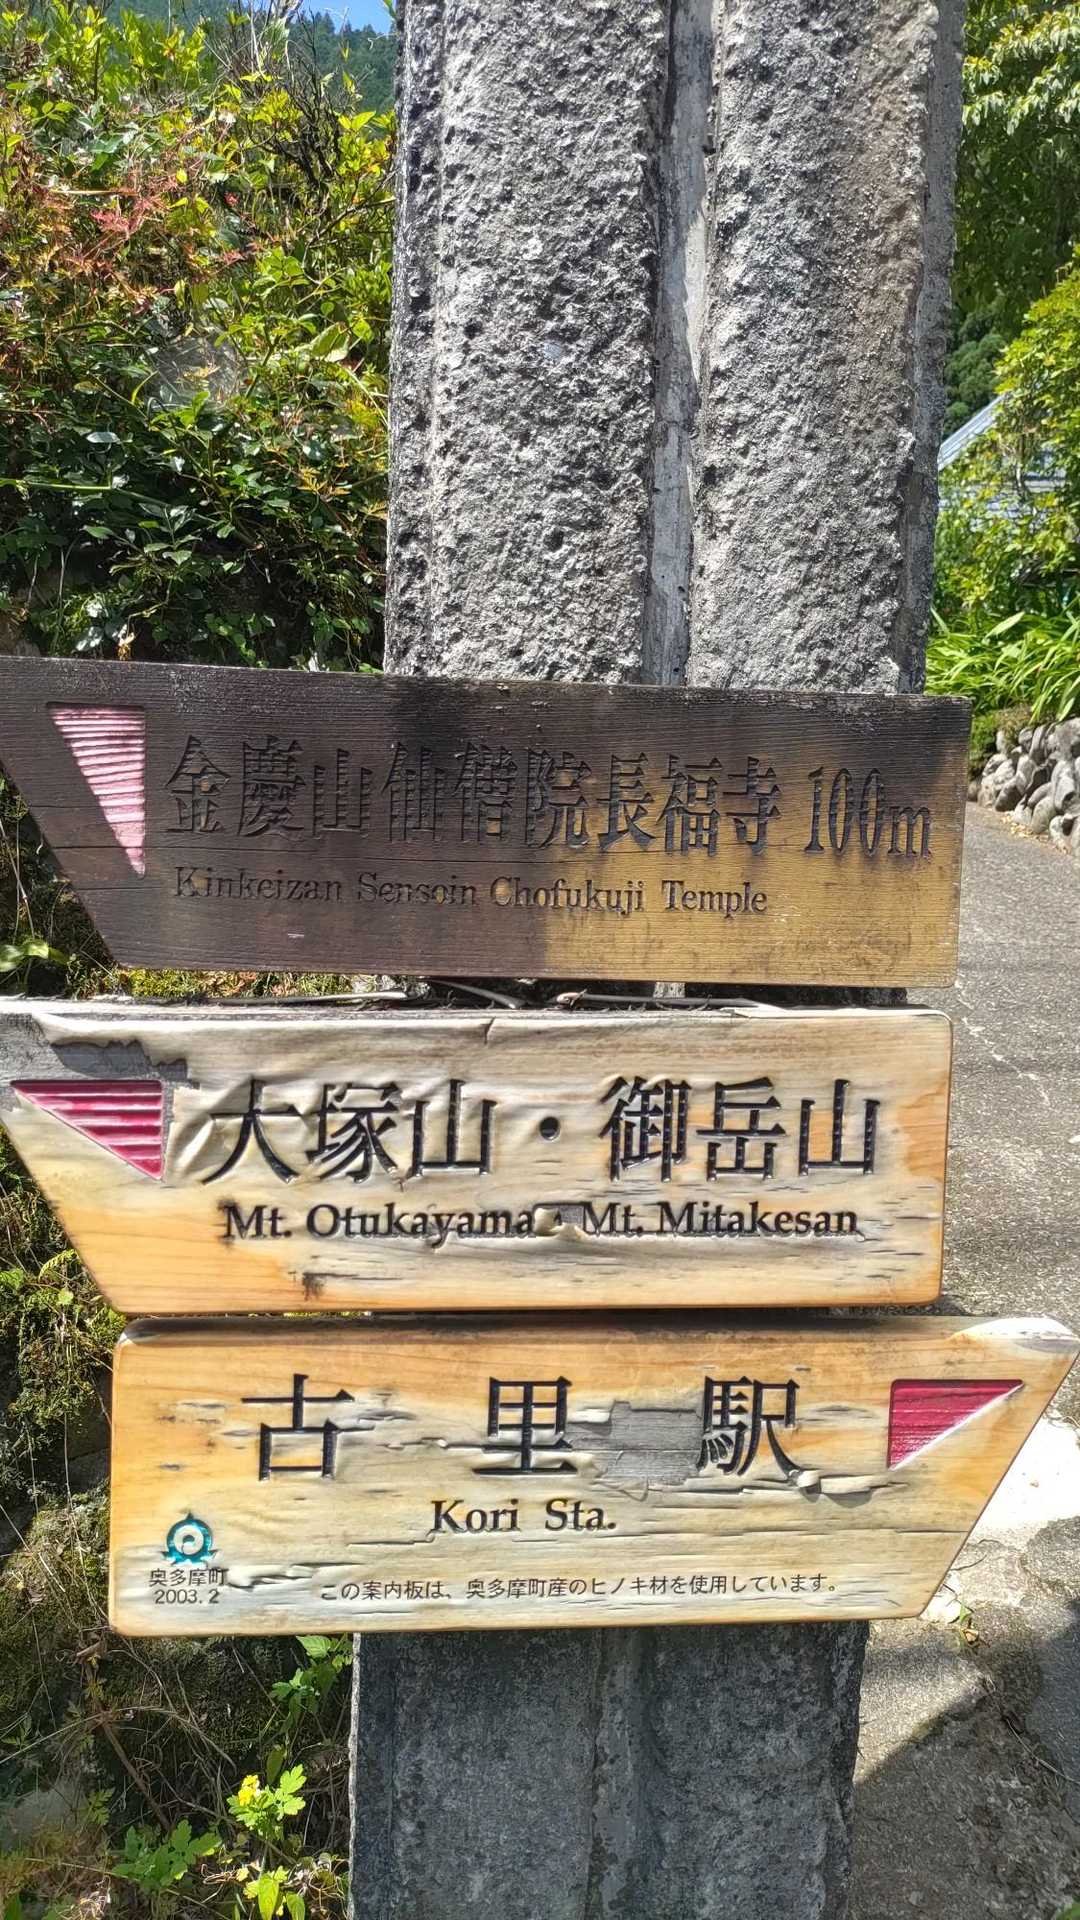 金慶山仙僧院長福寺 100m
Kinkeizan Sensoin Chofukuji Temple
大塚山・御岳山
Mt. Otukayama・Mt. Mitakesan
古里駅
Kori Sta.
奥多摩町
2003.2
この案内板は、奥多摩町産のヒノキ材を使用しています。